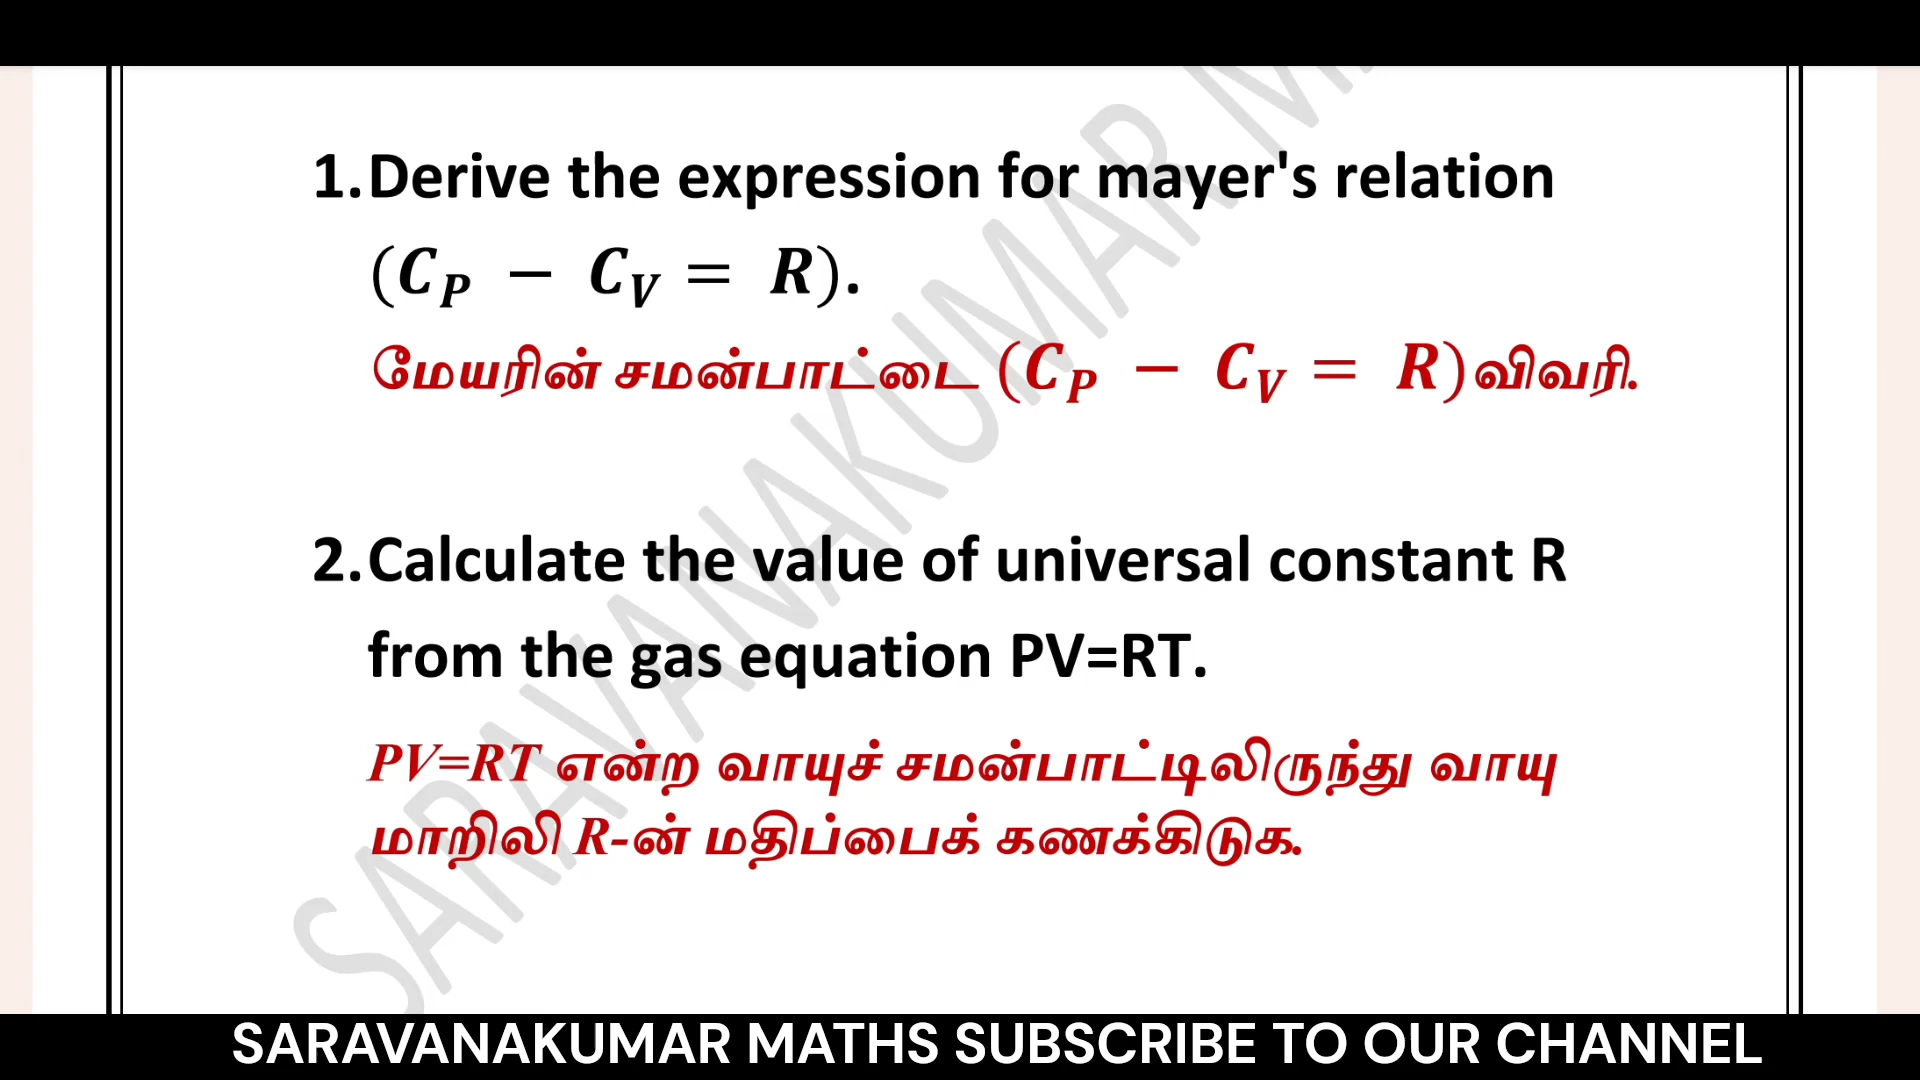 1.Derive the expression for mayer's relation
(C_P − C_V = R).
மேயரின் சமன்பாட்டை (C_P − C_V = R)விவரி.
2.Calculate the value of universal constant R
from the gas equation PV=RT.
PV=RT என்ற வாயுச் சமன்பாட்டிலிருந்து வாயு
மாறிலி R-ன் மதிப்பைக் கணக்கிடுக.
SARAVANAKUMAR M
SARAVANAKUMAR MATHS SUBSCRIBE TO OUR CHANNEL